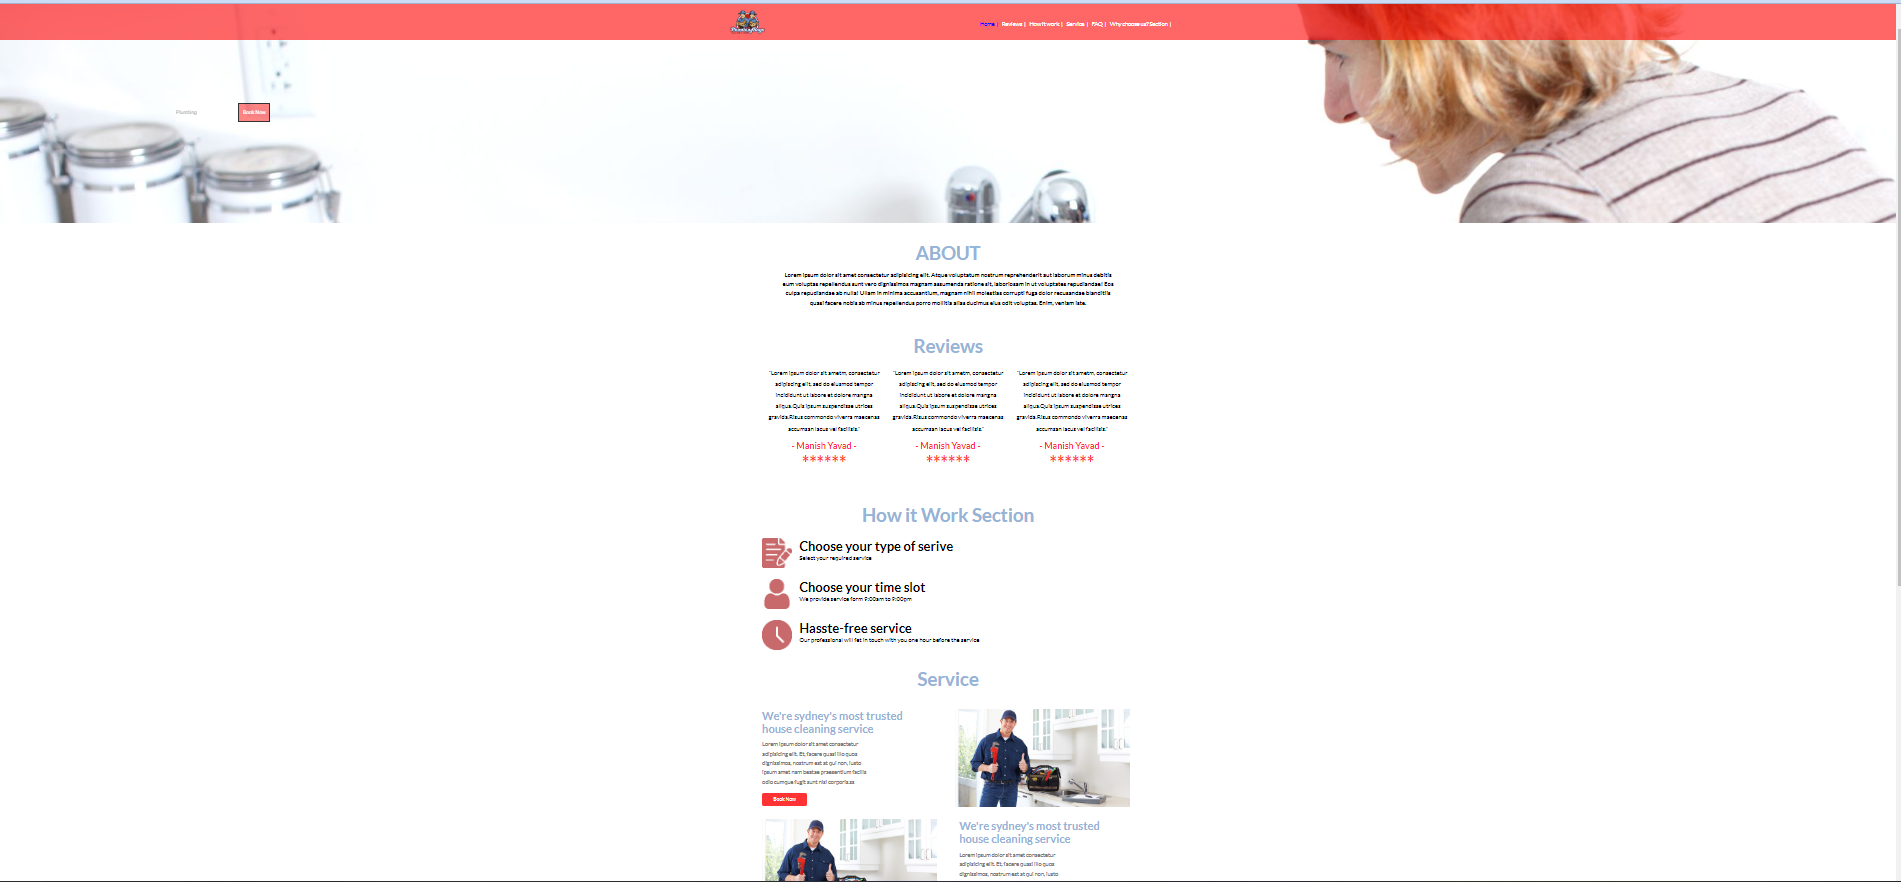 Home | Reviews | How it work | Service | FAQ | Why choose us? Section |
Plumbing
Book Now
ABOUT
Lorem ipsum dolor sit amet consectetur adipisicing elit. Atque voluptatum nostrum reprehenderit aut laborum minus debitis
eum voluptas repellendus sunt vero dignissimos magnam assumenda ratione sit, laboriosam in ut voluptates repudiandae! Eos
culpa repudiandae ab nulla! Ullam in minima accusantium, magnam nihil molestias corrupti fuga dolor recusandae blanditiis
quasi facere nobis ab minus repellendus porro mollitia alias ducimus eius odit voluptas. Enim, veniam iste.
Reviews
"Lorem ipsum dolor sit ametm, consectetur
adipiscing elit, sed do eiusmod tempor
incididunt ut labore et dolore mangna
aliqua.Quis ipsum suspendisse utrices
gravida.Risus commondo viverra maecenas
accumsan lacus vel facilisis."
- Manish Yavad -
******
"Lorem ipsum dolor sit ametm, consectetur
adipiscing elit, sed do eiusmod tempor
incididunt ut labore et dolore mangna
aliqua.Quis ipsum suspendisse utrices
gravida.Risus commondo viverra maecenas
accumsan lacus vel facilisis."
- Manish Yavad -
******
"Lorem ipsum dolor sit ametm, consectetur
adipiscing elit, sed do eiusmod tempor
incididunt ut labore et dolore mangna
aliqua.Quis ipsum suspendisse utrices
gravida.Risus commondo viverra maecenas
accumsan lacus vel facilisis."
- Manish Yavad -
******
How it Work Section
Choose your type of serive
Select your required service
Choose your time slot
We provide service form 9:00am to 9:00pm
Hasste-free service
Our professional will fet in touch with you one hour before the service
Service
We're sydney's most trusted
house cleaning service
Lorem ipsum dolor sit amet consectetur
adipisicing elit. Et, facere quasi illo quos
dignissimos, nostrum est at qui non, iusto
ipsum amet nam beatae praesentium facilis
odio cumque fugit sunt nisi corporis.ss
Book Now
We're sydney's most trusted
house cleaning service
Lorem ipsum dolor sit amet consectetur
adipisicing elit. Et, facere quasi illo quos
dignissimos, nostrum est at qui non, iusto